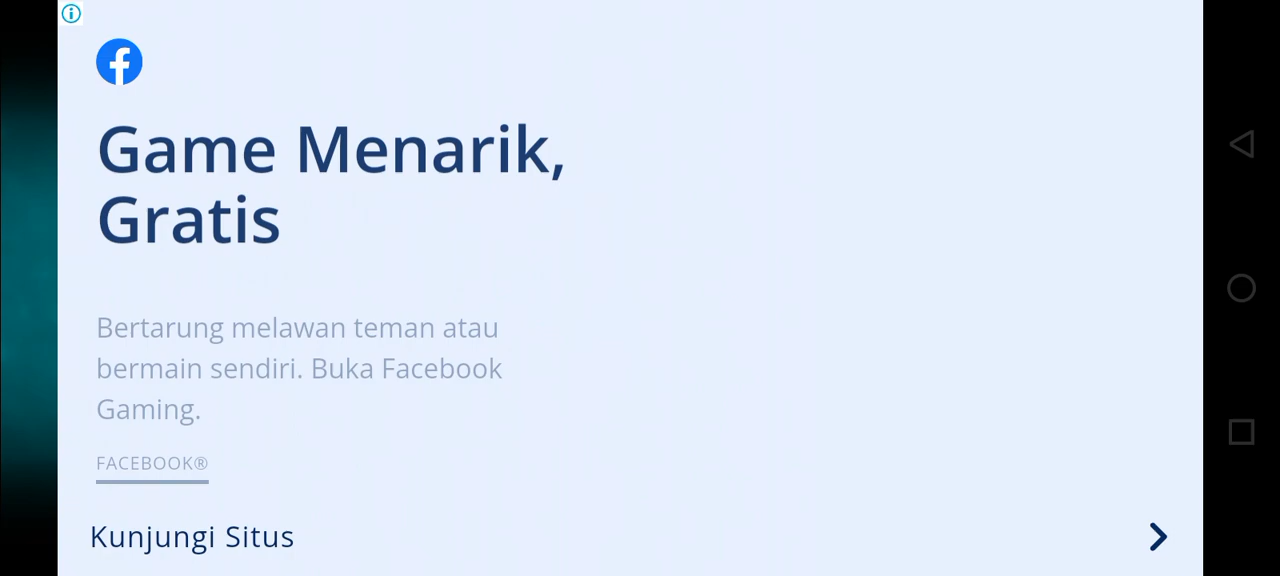 Game Menarik,
Gratis
Bertarung melawan teman atau
bermain sendiri. Buka Facebook
Gaming.
FACEBOOK®
Kunjungi Situs